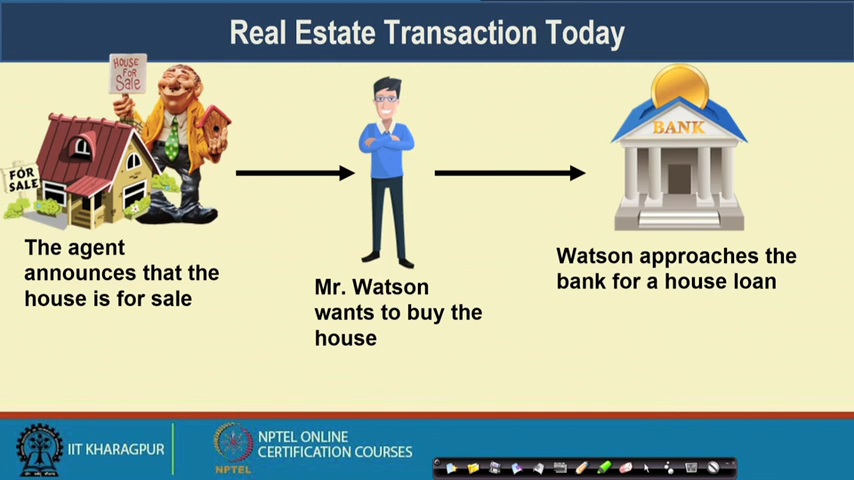 Real Estate Transaction Today
HOUSE
FOR
Sale
FOR
SALE
BANK
The agent
announces that the
house is for sale
Mr. Watson
wants to buy the
house
Watson approaches the
bank for a house loan
IIT KHARAGPUR
NPTEL
NPTEL ONLINE
CERTIFICATION COURSES